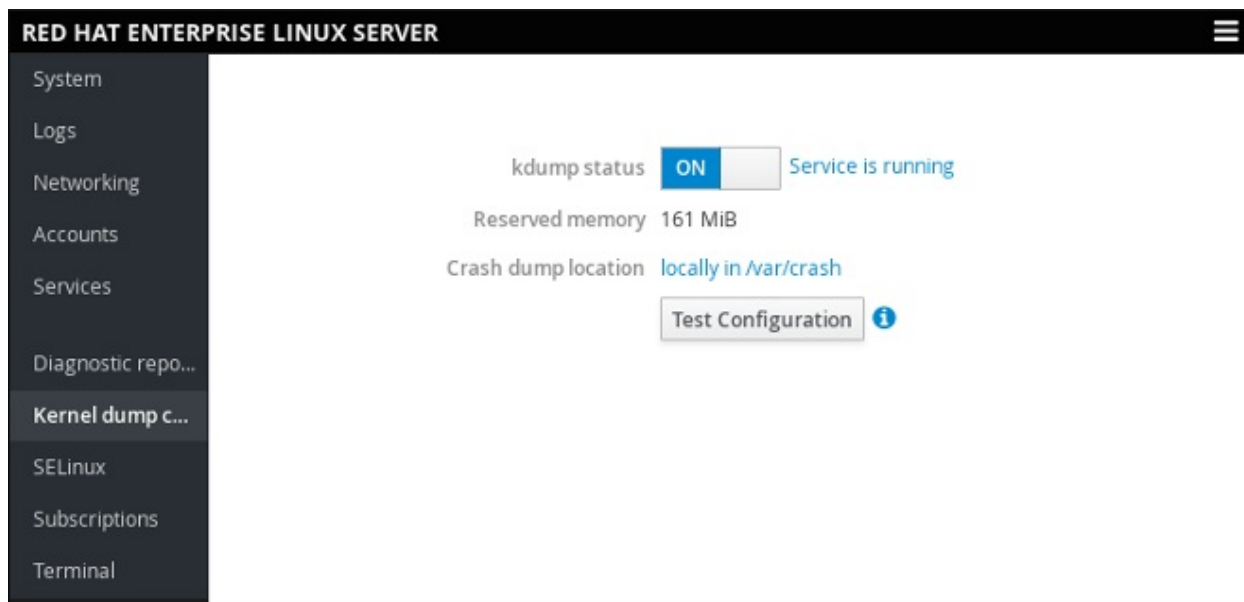 RED HAT ENTERPRISE LINUX SERVER
System
Logs
Networking
Accounts
Services
Diagnostic repo...
Kernel dump c...
SELinux
Subscriptions
Terminal
kdump status ON Service is running
Reserved memory 161 MiB
Crash dump location locally in /var/crash
Test Configuration